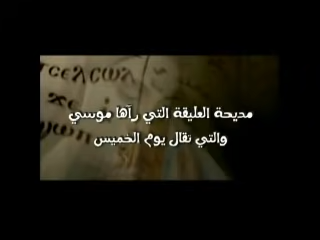 مديحة العليقة التي رآها موسي
والتي تقال يوم الخميس